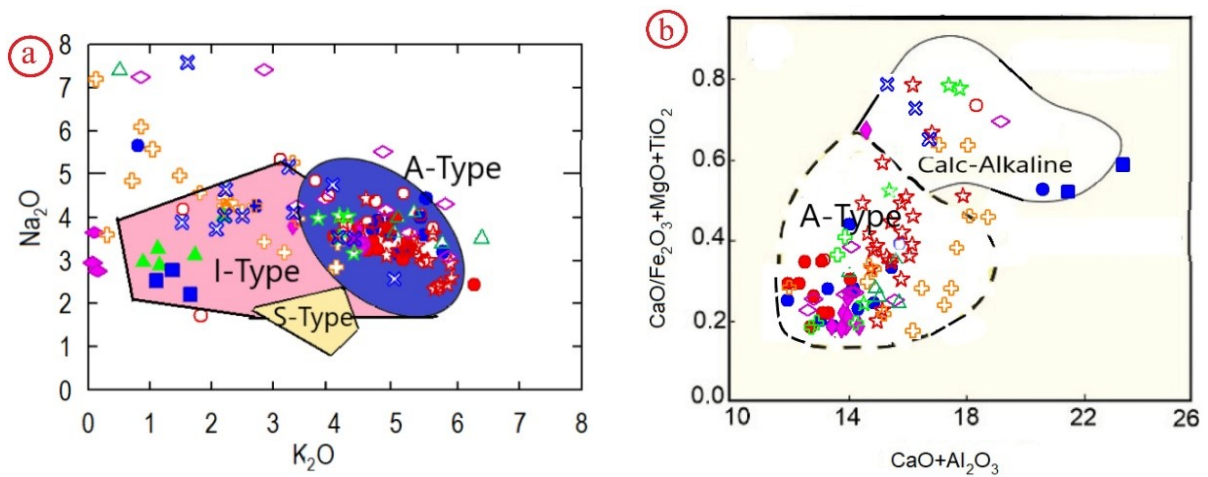 a
8
7
6
5
4
3
2
1
0
Na₂O
A-Type
I-Type
S-Type
0 1 2 3 4 5 6 7 8
K₂O
b
0.8
0.6
0.4
0.2
0.0
CaO/Fe₂O₃+MgO+TiO₂
Calc-Alkaline
A-Type
10 14 18 22 26
CaO+Al₂O₃